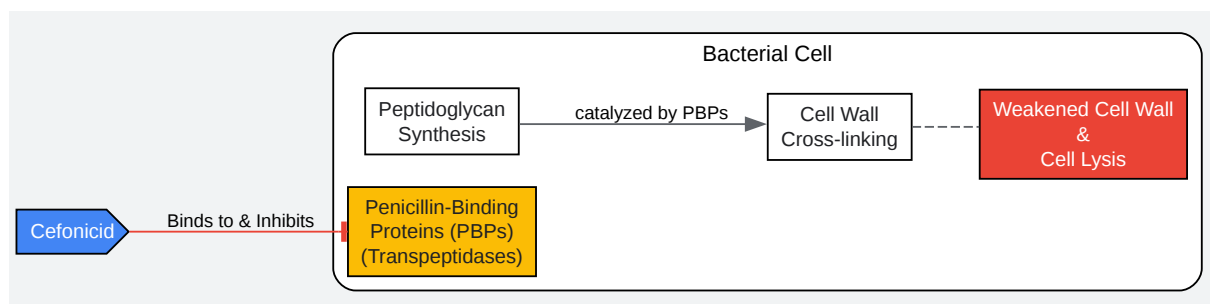 Bacterial Cell
Peptidoglycan
Synthesis
catalyzed by PBPs
Cell Wall
Cross-linking
Weakened Cell Wall
&
Cell Lysis
Cefonicid
Binds to & Inhibits
Penicillin-Binding
Proteins (PBPs)
(Transpeptidases)